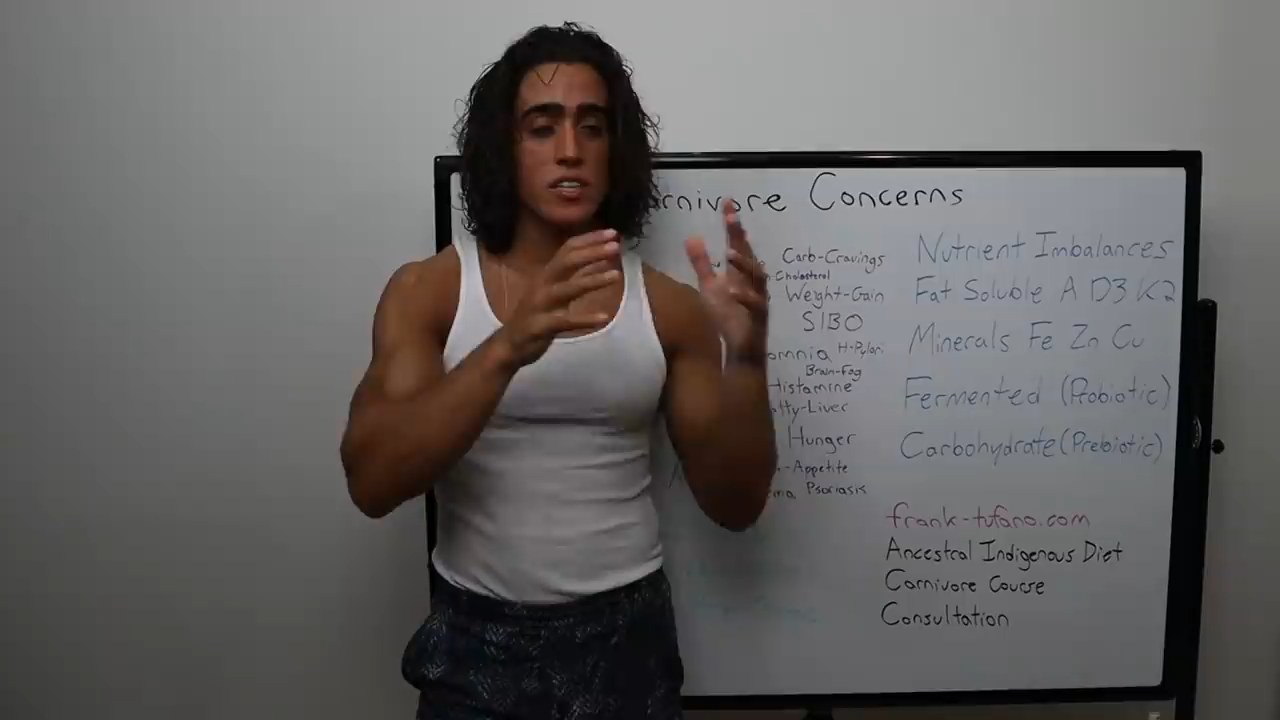 Concerns
Carb-Cravings
Cholesterol
Weight-Gain
SIBO
H-Pylori
Brain-Fog
Histamine
Liver
Hunger
Appetite
Psoriasis
Nutrient Imbalances
Fat Soluble A D3 K2
Minerals Fe Zn Cu
Fermented (Probiotic)
Carbohydrate (Prebiotic)
frank-tufano.com
Ancestral Indigenous Diet
Carnivore Course
Consultation